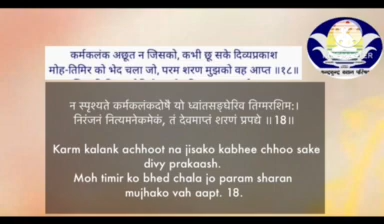 कर्मकलंक अछूत न जिसको, कभी छू सके दिव्यप्रकाश
मोह-तिमिर को भेद चला जो, परम शरण मुझको वह आप्त ॥१८॥
न स्पृश्यते कर्मकलंकदोषैः यो ध्वांतसङ्घैरिव तिग्मरश्मिः।
निरंजनं नित्यमनेकमेकं, तं देवमाप्तं शरणं प्रपद्ये ॥18॥
Karm kalank achhoot na jisako kabhee chhoo sake
divy prakaash.
Moh timir ko bhed chala jo param sharan
mujhako vah aapt. 18.